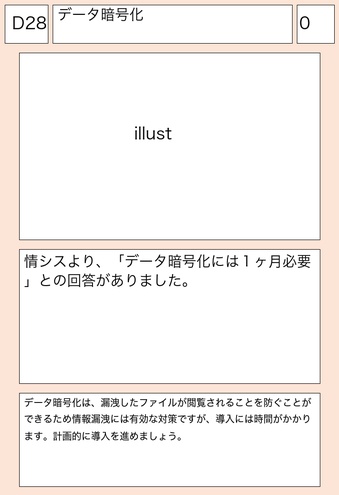 D28
データ暗号化
0
illust
情シスより、「データ暗号化には１ヶ月必要
」との回答がありました。
データ暗号化は、漏洩したファイルが閲覧されることを防ぐことが
できるため情報漏洩には有効な対策ですが、導入には時間がかかり
ます。計画的に導入を進めましょう。